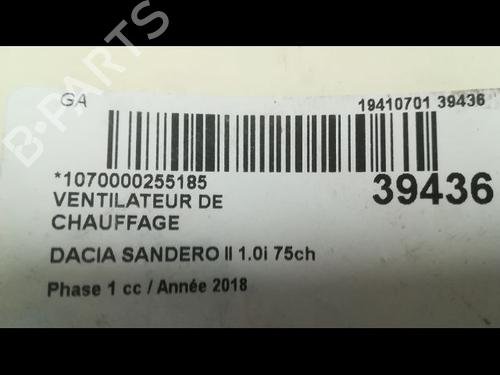 B-PARTS
GA
19410701 39436
*1070000255185
39436
VENTILATEUR DE
CHAUFFAGE
DACIA SANDERO II 1.0i 75ch
Phase 1 cc / Année 2018